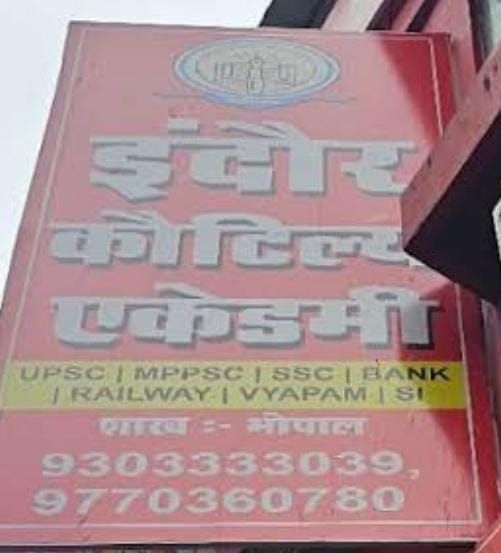 इंदौर
कौटिल्य
एकेडमी
UPSC | MPPSC | SSC | BANK
| RAILWAY | VYAPAM | SI
शाखा :- भोपाल
9303333039,
9770360780